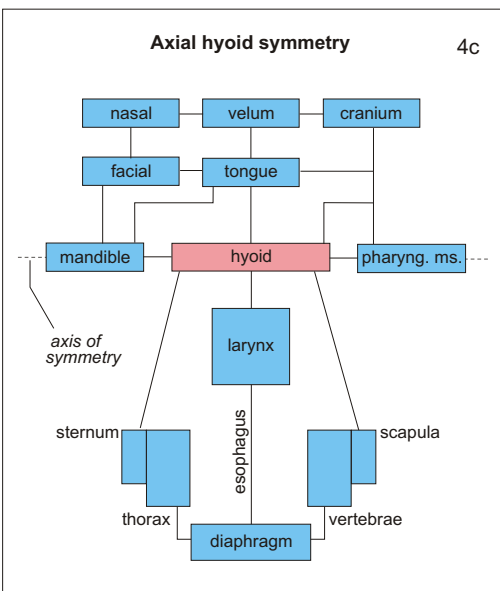 Axial hyoid symmetry
4c
nasal
velum
cranium
facial
tongue
mandible
hyoid
pharyng. ms.
axis of
symmetry
larynx
esophagus
sternum
scapula
thorax
vertebrae
diaphragm